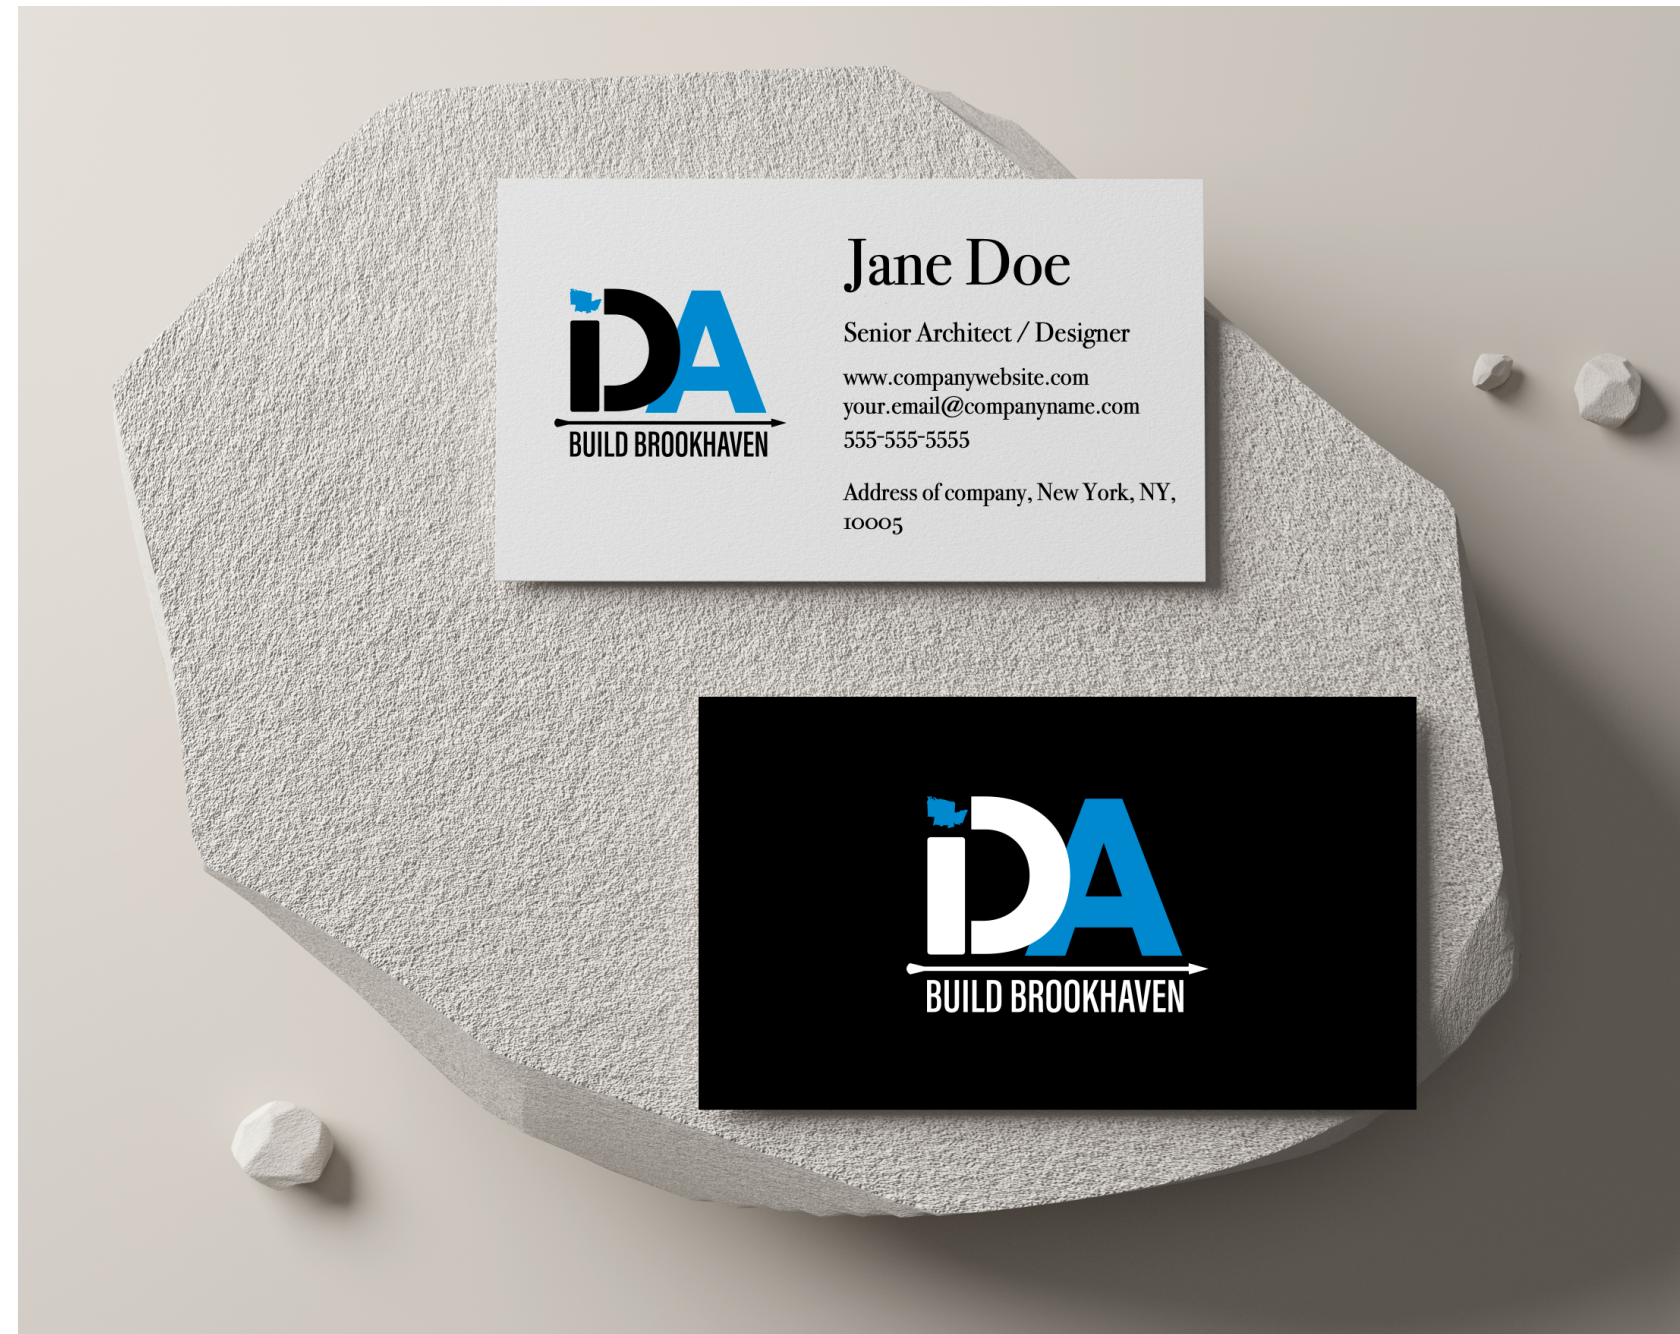 Jane Doe
Senior Architect / Designer
www.companywebsite.com
your.email@companyname.com
555-555-5555
Address of company, New York, NY,
10005
iDA
BUILD BROOKHAVEN
iDA
BUILD BROOKHAVEN